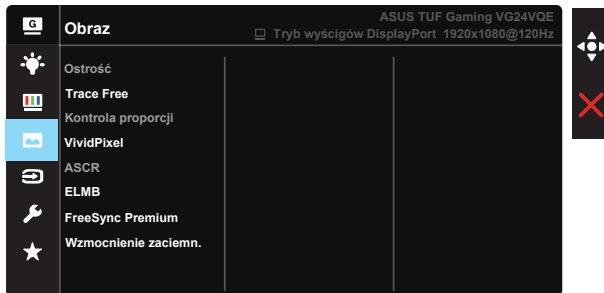 G
Obraz
ASUS TUF Gaming VG24VQE
Tryb wyścigów DisplayPort 1920x1080@120Hz
Ostrość
Trace Free
Kontrola proporcji
VividPixel
ASCR
ELMB
FreeSync Premium
Wzmocnienie zaciemn.